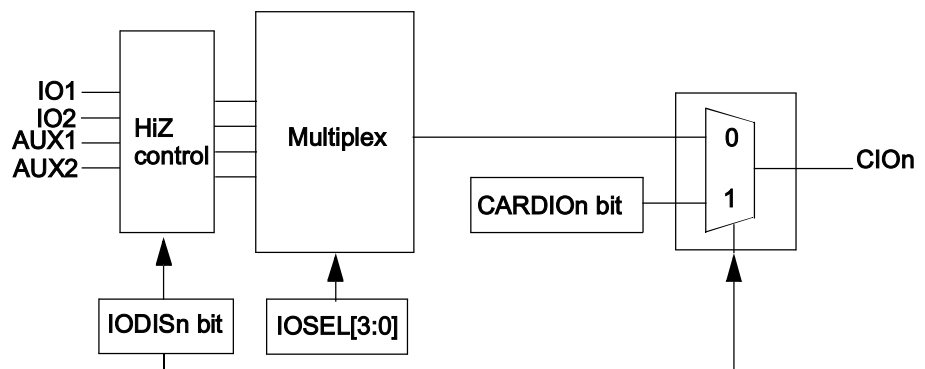 IO1
IO2
AUX1
AUX2
HiZ
control
Multiplex
0
1
CIOn
CARDIOn bit
IODISn bit
IOSEL[3:0]